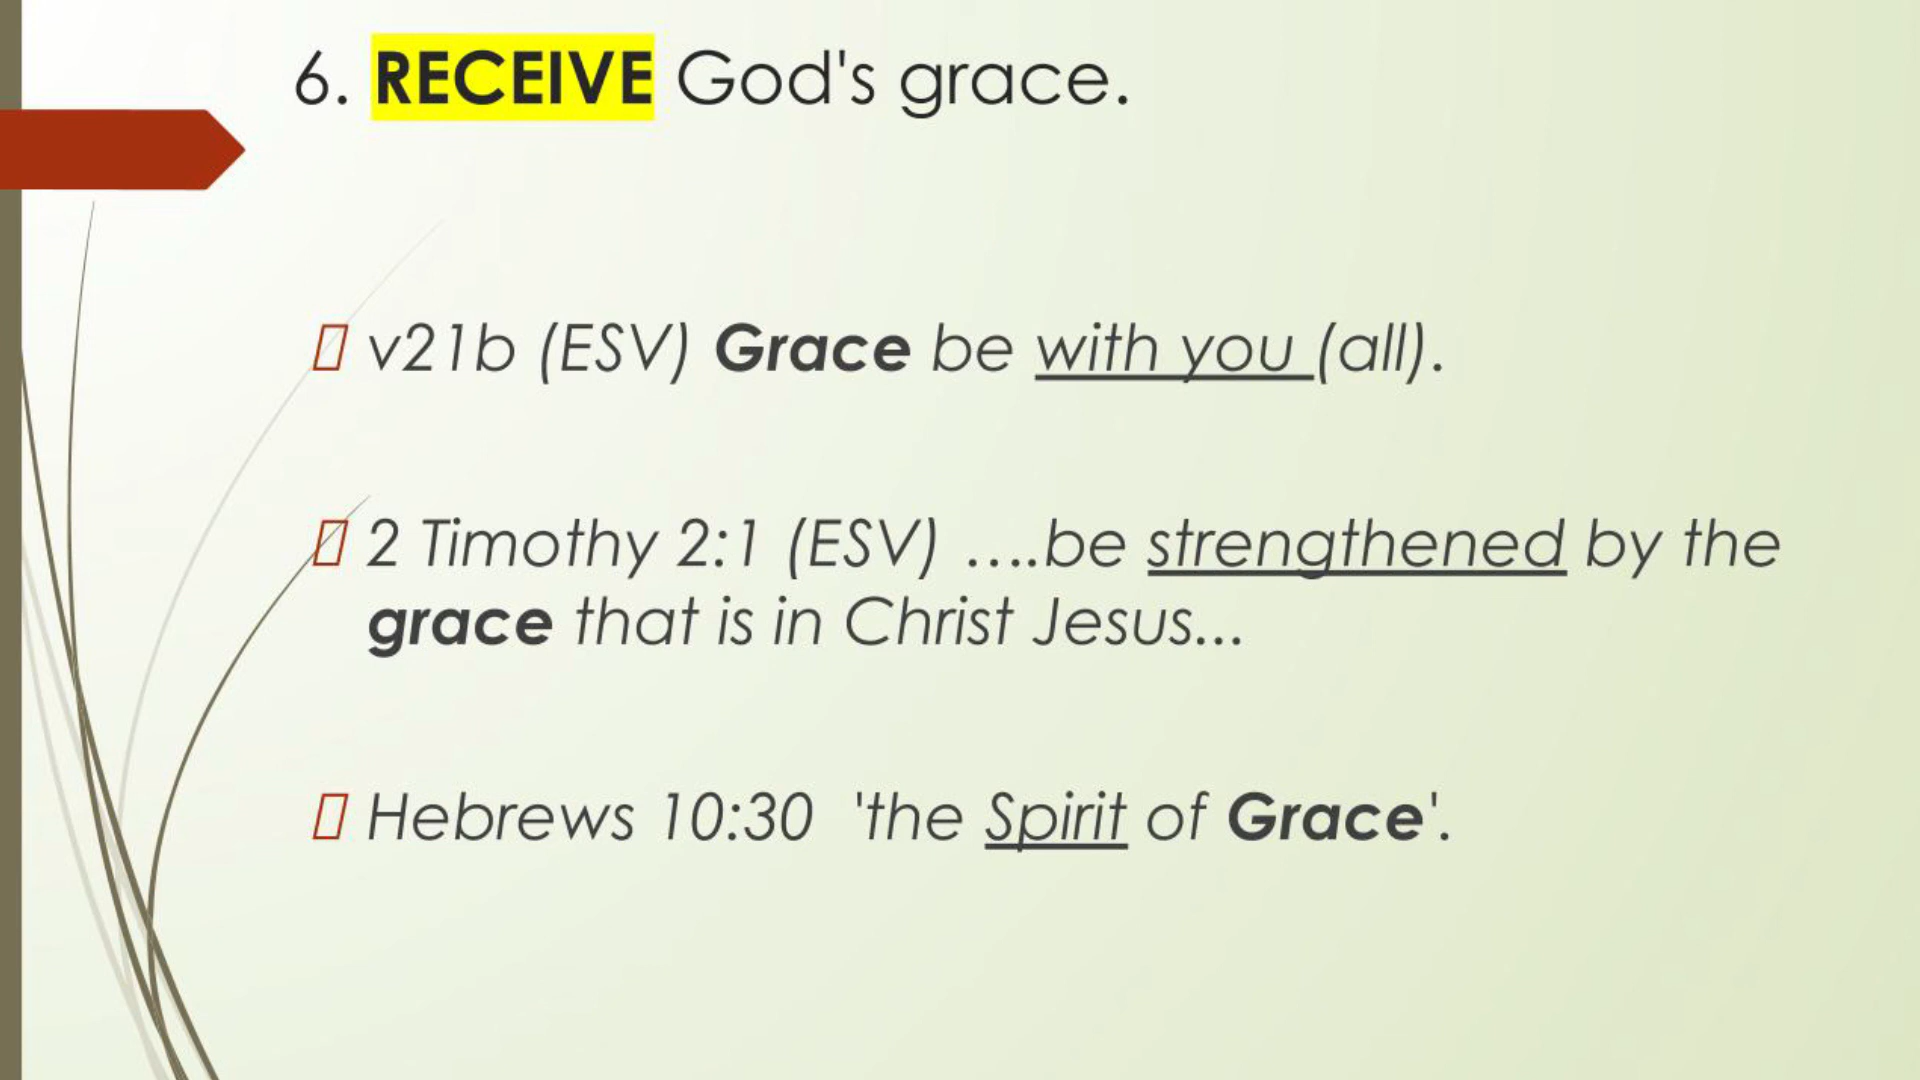 6. RECEIVE God's grace.
v21b (ESV) Grace be with you (all).
2 Timothy 2:1 (ESV) ....be strengthened by the
grace that is in Christ Jesus...
Hebrews 10:30 'the Spirit of Grace'.